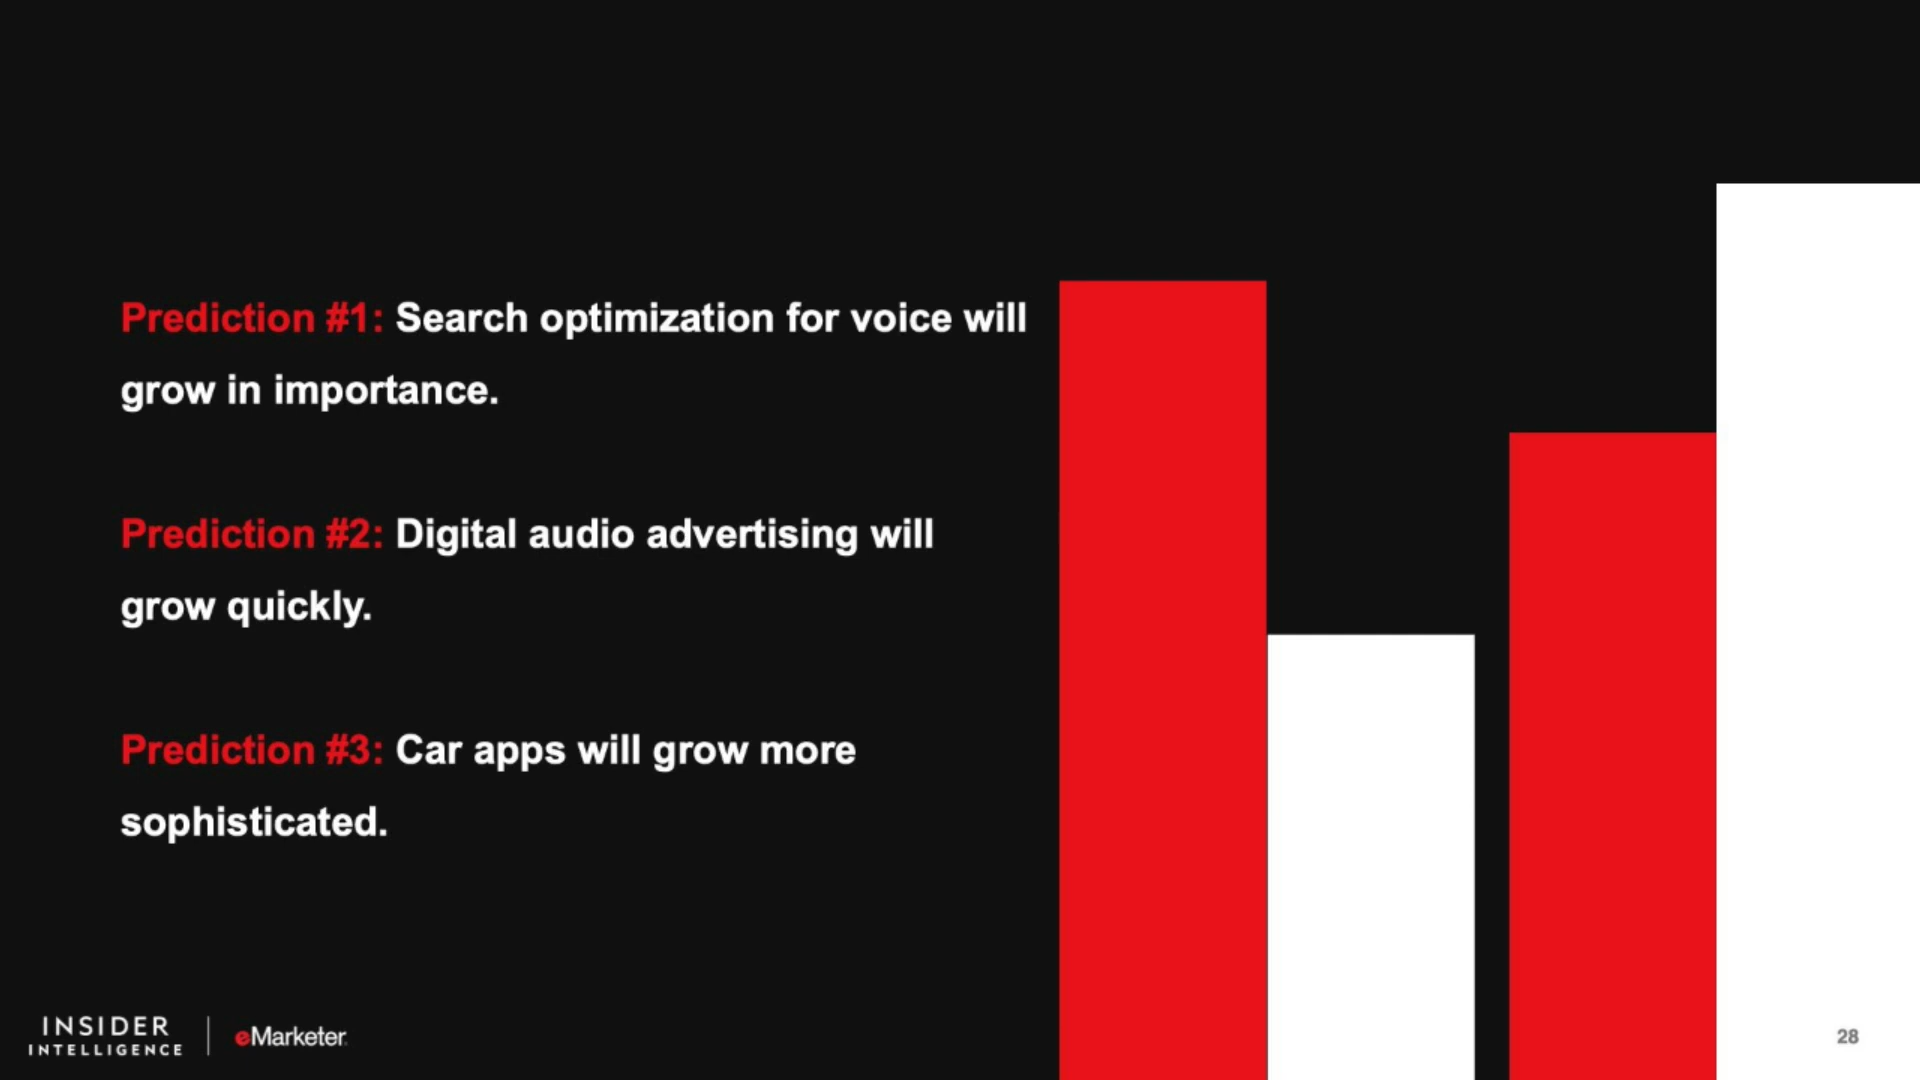 Prediction #1: Search optimization for voice will
grow in importance.
Prediction #2: Digital audio advertising will
grow quickly.
Prediction #3: Car apps will grow more
sophisticated.
INSIDER
INTELLIGENCE
eMarketer
28